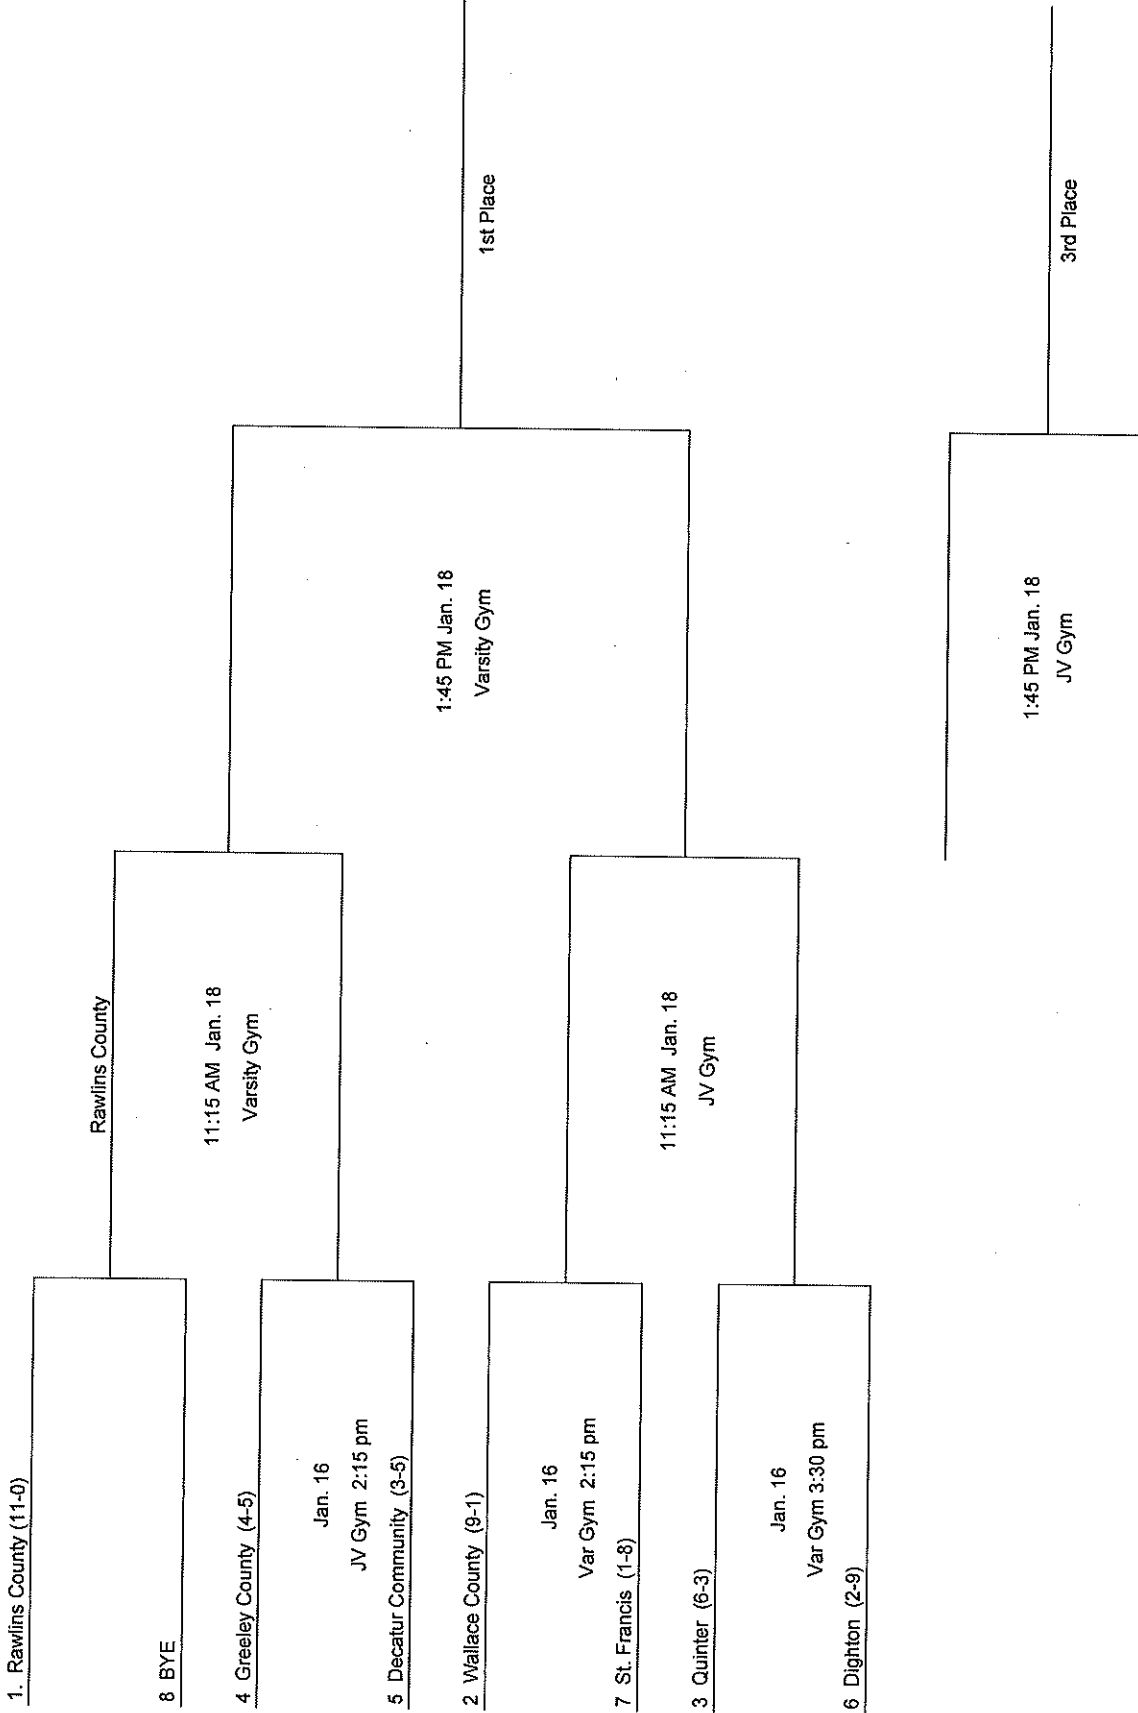 1. Rawlins County (11-0)
8 BYE
4 Greeley County (4-5)
Jan. 16
JV Gym 2:15 pm
5 Decatur Community (3-5)
2 Wallace County (9-1)
Jan. 16
Var Gym 2:15 pm
7 St. Francis (1-8)
3 Quinter (6-3)
Jan. 16
Var Gym 3:30 pm
6 Dighton (2-9)
Rawlins County
11:15 AM Jan. 18
Varsity Gym
11:15 AM Jan. 18
JV Gym
1:45 PM Jan. 18
Varsity Gym
1st Place
1:45 PM Jan. 18
JV Gym
3rd Place